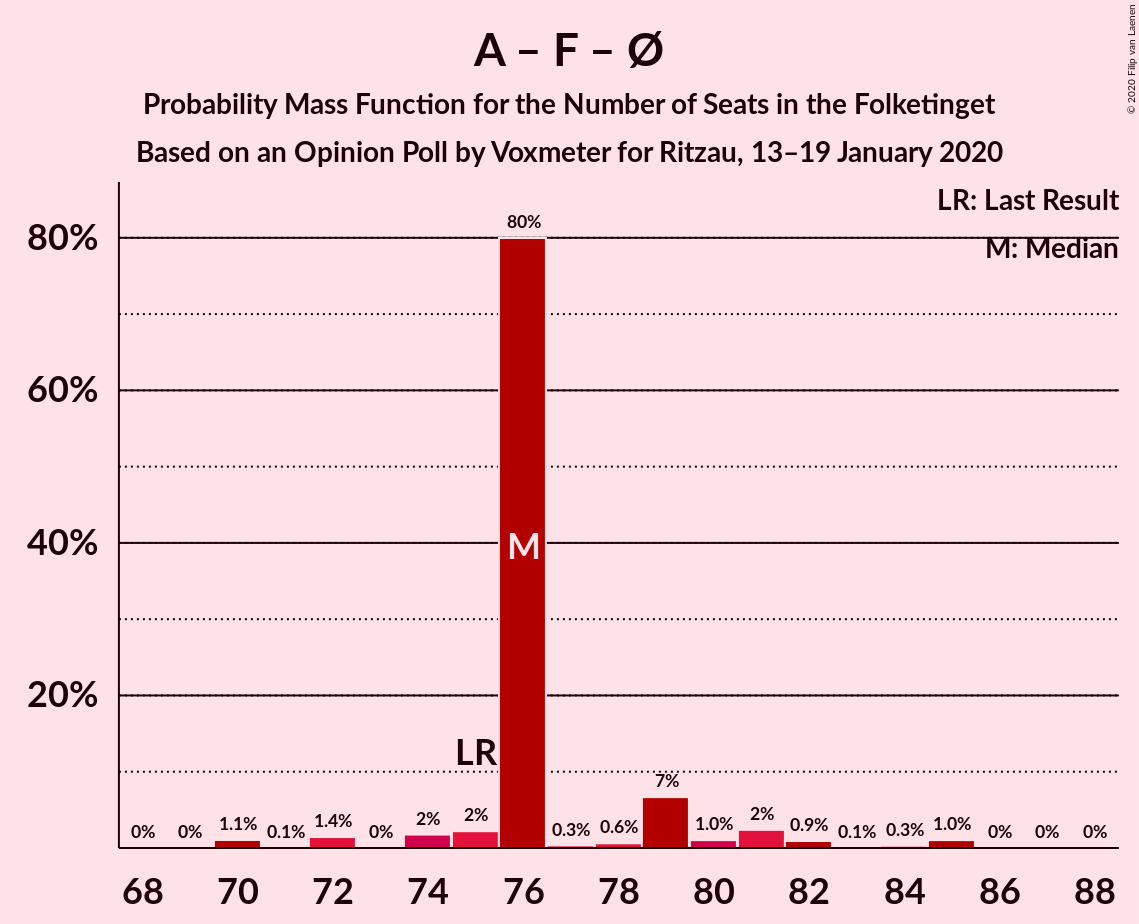 A – F – Ø
Probability Mass Function for the Number of Seats in the Folketinget
Based on an Opinion Poll by Voxmeter for Ritzau, 13–19 January 2020
© 2020 Filip van Laenen
LR: Last Result
M: Median
80%
60%
40%
20%
0%
0%
1.1%
0.1%
1.4%
0%
2%
2%
80%
0.3%
0.6%
7%
1.0%
2%
0.9%
0.1%
0.3%
1.0%
0%
0%
0%
LR
M
68 70 72 74 76 78 80 82 84 86 88